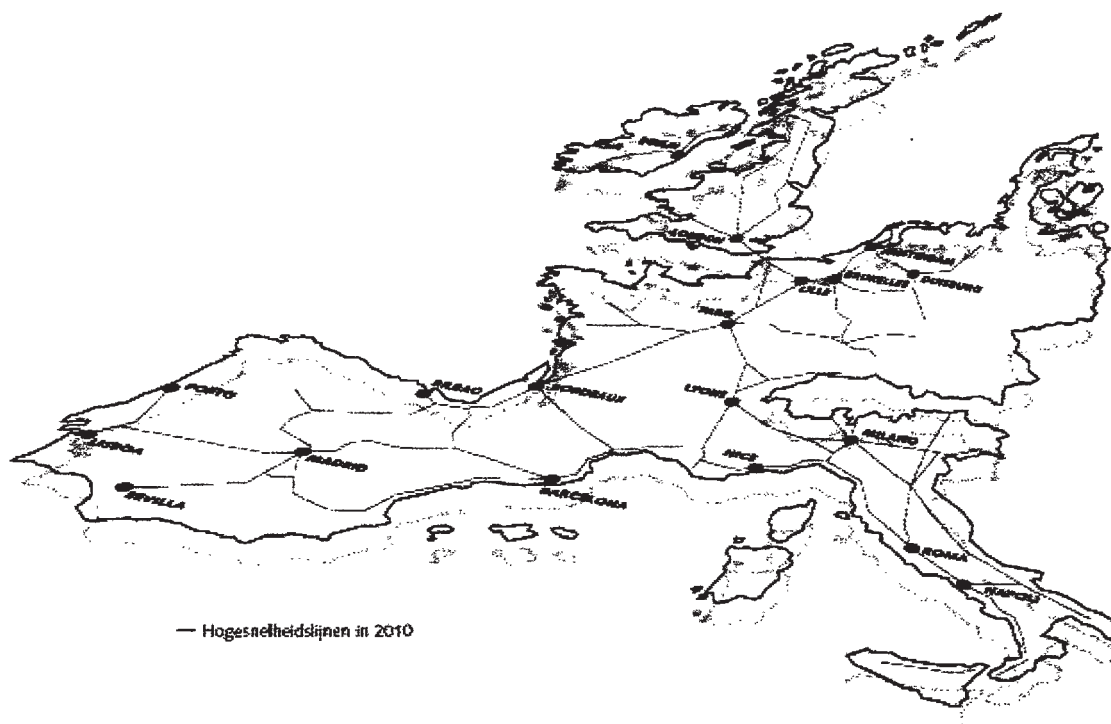 LONDON
AMSTERDAM
LILLE
BRUXELLES
DUISBURG
PARIS
PORTO
BILBAO
BORDEAUX
LYON
LISBOA
MADRID
MILANO
NICE
SEVILLA
BARCELONA
ROMA
NAPOLI
— Hogesnelheidslijnen in 2010